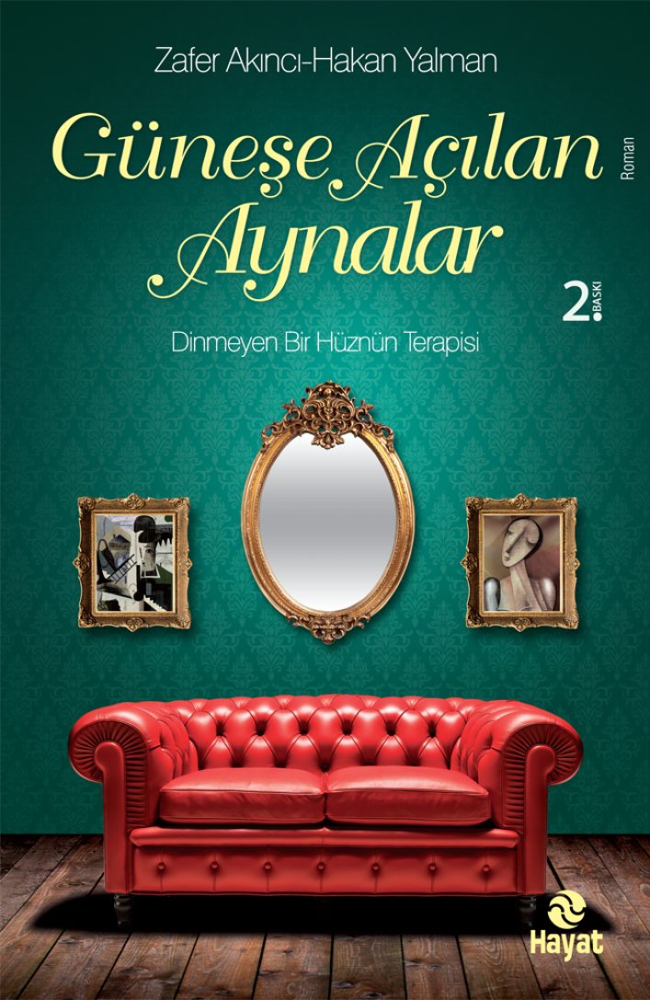 Zafer Akıncı-Hakan Yalman
Güneşe Açılan
Aynalar
Roman
2. BASKI
Dinmeyen Bir Hüznün Terapisi
Hayat